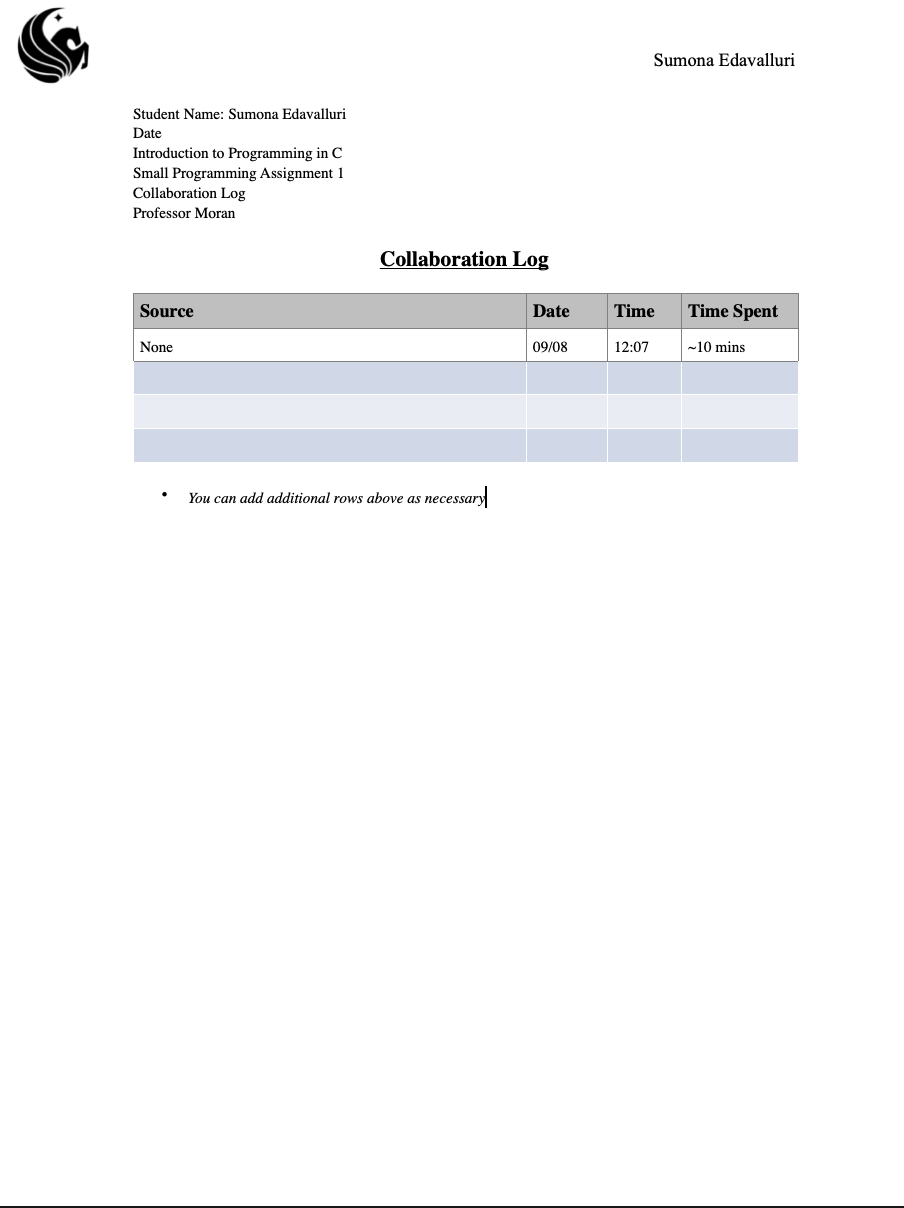 Sumona Edavalluri
Student Name: Sumona Edavalluri
Date
Introduction to Programming in C
Small Programming Assignment 1
Collaboration Log
Professor Moran
Collaboration Log
Source Date Time Time Spent
None 09/08 12:07 ~10 mins
• You can add additional rows above as necessary